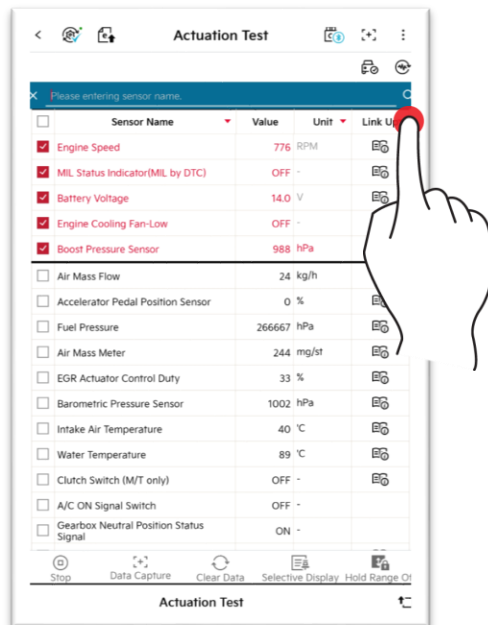 Actuation Test
Please entering sensor name.
Sensor Name Value Unit Link U
Engine Speed 776 RPM
MIL Status Indicator(MIL by DTC) OFF -
Battery Voltage 14.0 V
Engine Cooling Fan-Low OFF -
Boost Pressure Sensor 988 hPa
Air Mass Flow 24 kg/h
Accelerator Pedal Position Sensor 0 %
Fuel Pressure 266667 hPa
Air Mass Meter 244 mg/st
EGR Actuator Control Duty 33 %
Barometric Pressure Sensor 1002 hPa
Intake Air Temperature 40 'C
Water Temperature 89 'C
Clutch Switch (M/T only) OFF -
A/C ON Signal Switch OFF -
Gearbox Neutral Position Status
Signal ON -
Stop Data Capture Clear Data Selective Display Hold Range Of
Actuation Test